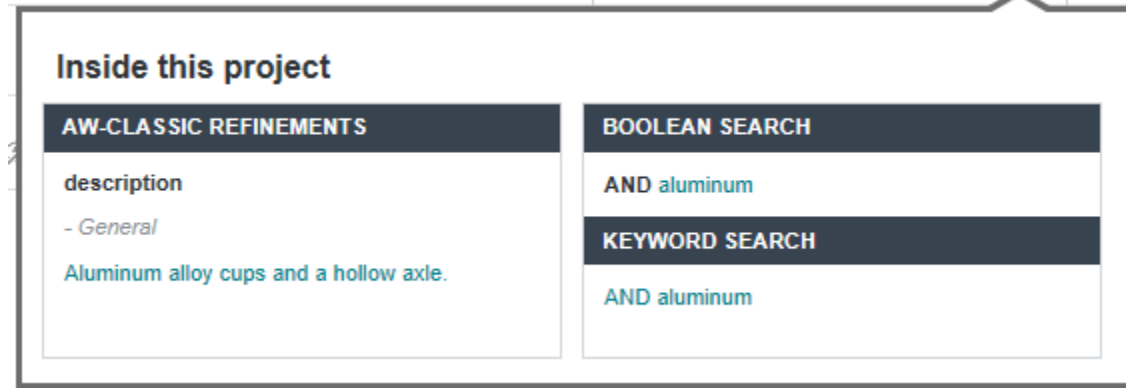 Inside this project
AW-CLASSIC REFINEMENTS
description
- General
Aluminum alloy cups and a hollow axle.
BOOLEAN SEARCH
AND aluminum
KEYWORD SEARCH
AND aluminum